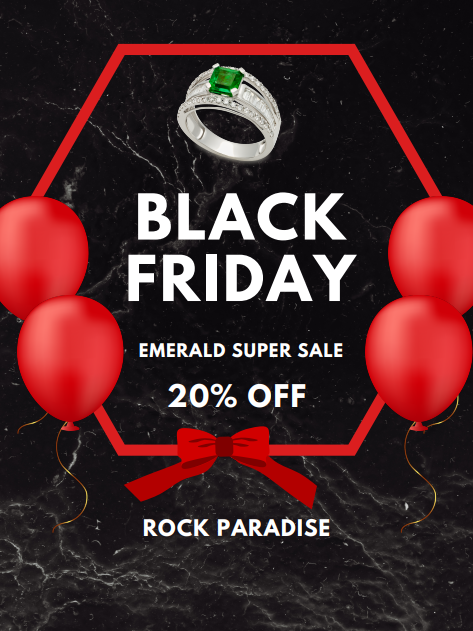 BLACK
FRIDAY
EMERALD SUPER SALE
20% OFF
ROCK PARADISE